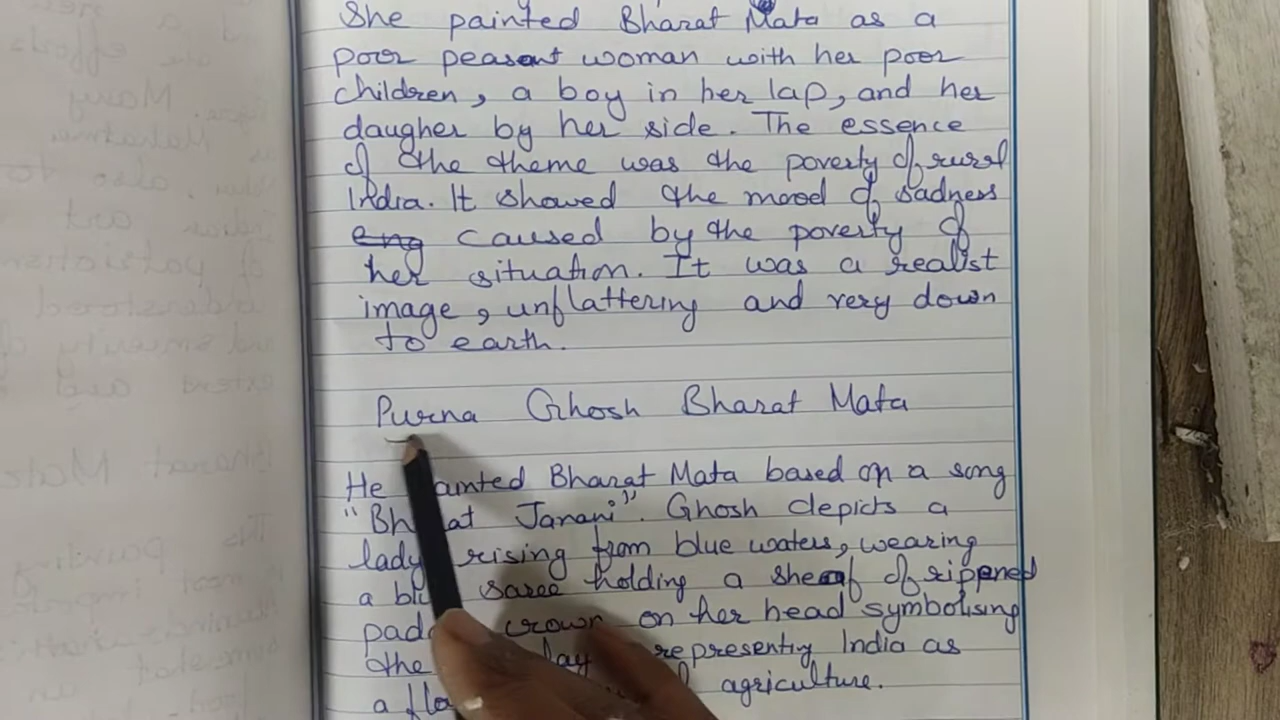 She painted Bharat Mata as a
poor peasant woman with her poor
children, a boy in her lap, and her
daugher by her side. The essence
of the theme was the poverty of rural
India. It showed the mood of sadness
caused by the poverty of
her situation. It was a realist
image, unflattering and very down
to earth.
Purna Ghosh Bharat Mata
He painted Bharat Mata based on a song
"Bharat Janani". Ghosh depicts a
lady rising from blue waters, wearing
a saree holding a sheaf of rippened
crown on her head symbolising
the representing India as
a agriculture.